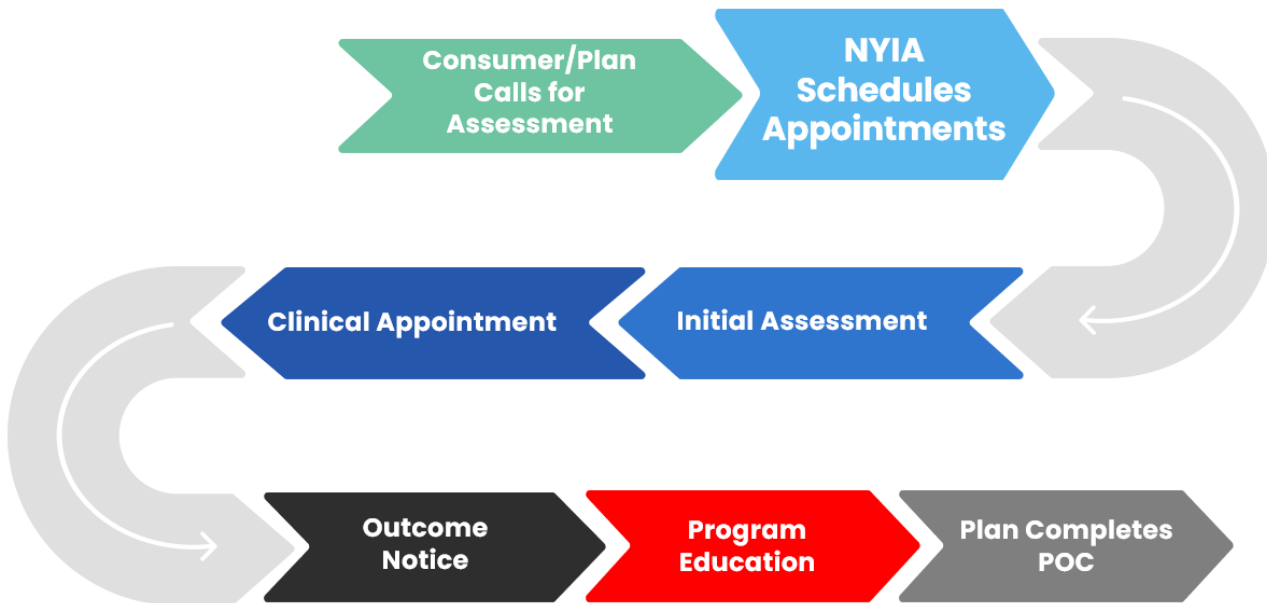 Consumer/Plan
Calls for
Assessment
NYIA
Schedules
Appointments
Initial Assessment
Clinical Appointment
Outcome
Notice
Program
Education
Plan Completes
POC